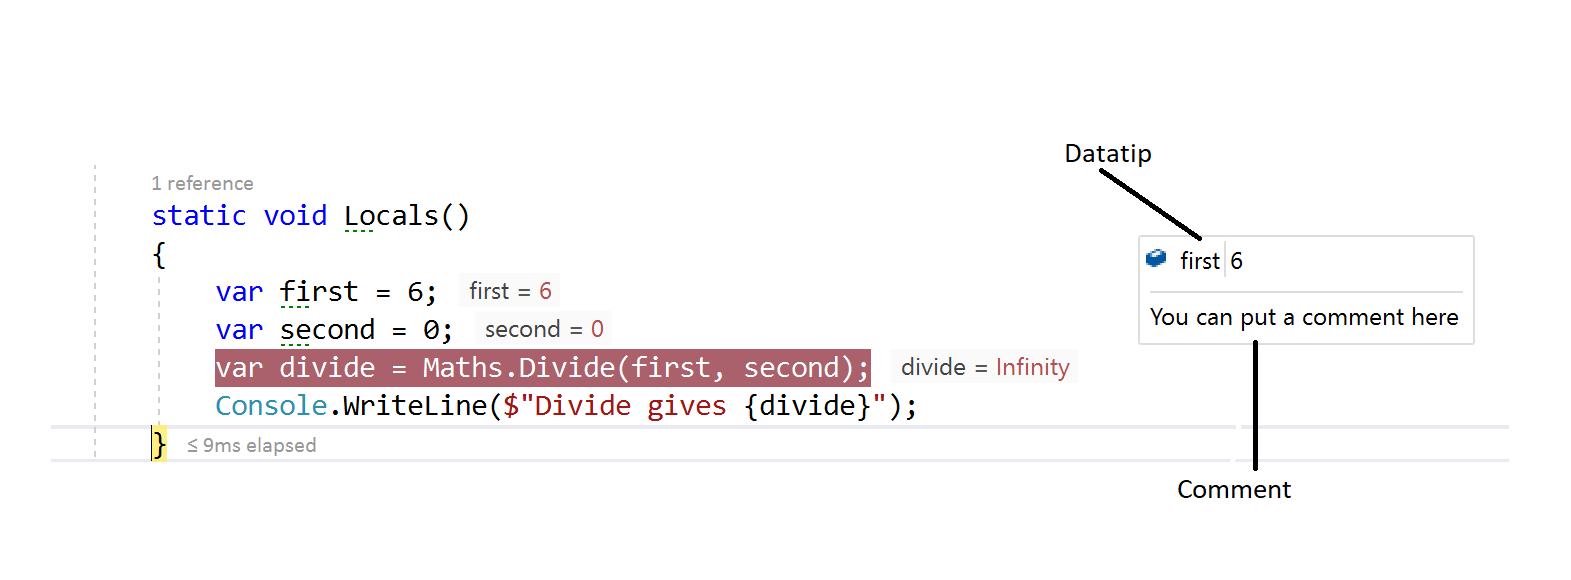 Datatip
1 reference
static void Locals()
{
first 6
var first = 6; first = 6
You can put a comment here
var second = 0; second = 0
var divide = Maths.Divide(first, second); divide = Infinity
Console.WriteLine($"Divide gives {divide}");
} ≤ 9ms elapsed
Comment